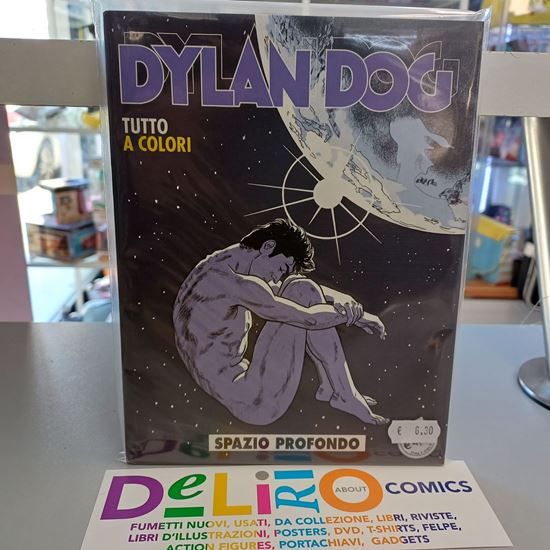 DYLAN DOG
TUTTO
A COLORI
SPAZIO PROFONDO
€ 6,30
DeLiRiO
ABOUT
COMICS
FUMETTI NUOVI, USATI, DA COLLEZIONE, LIBRI, RIVISTE,
LIBRI D'ILLUSTRAZIONI, POSTERS, DVD, T-SHIRTS, FELPE,
ACTION FIGURES, PORTACHIAVI, GADGETS